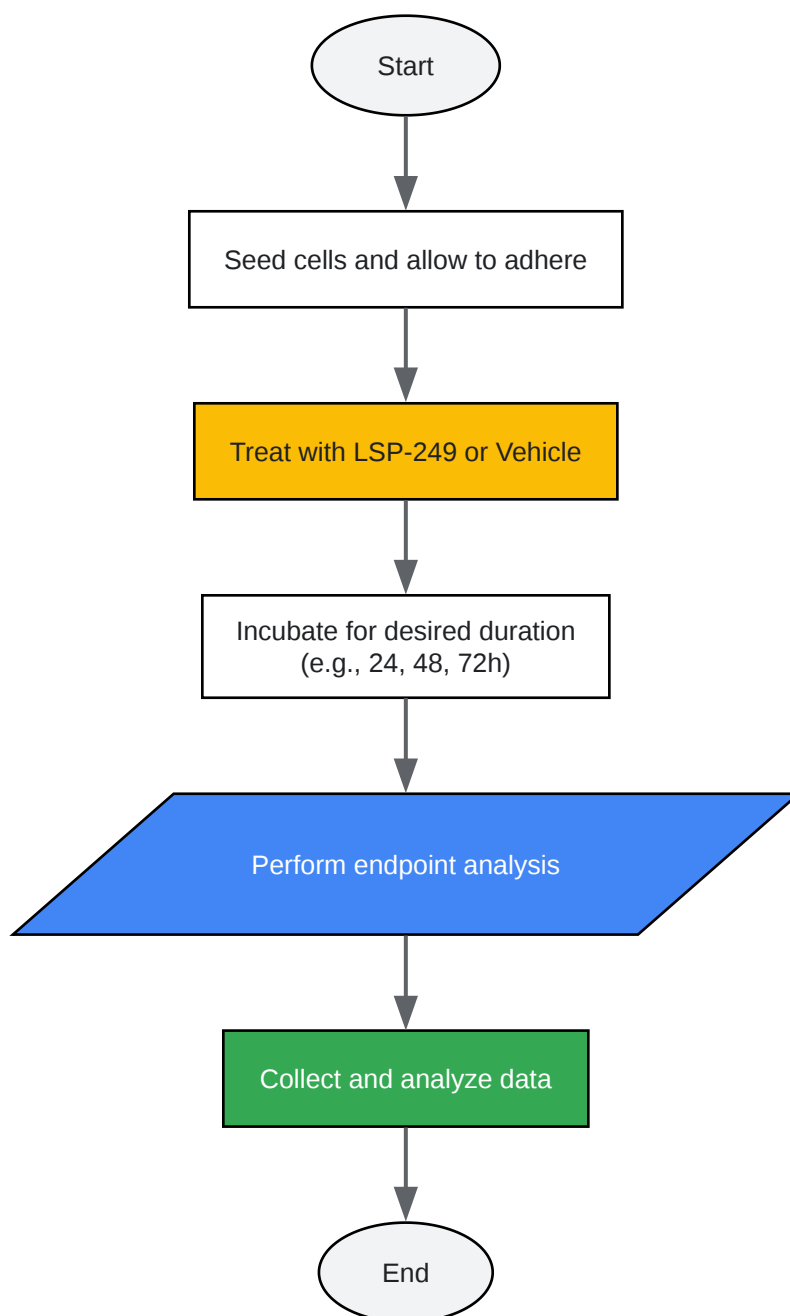 Start
Seed cells and allow to adhere
Treat with LSP-249 or Vehicle
Incubate for desired duration
(e.g., 24, 48, 72h)
Perform endpoint analysis
Collect and analyze data
End